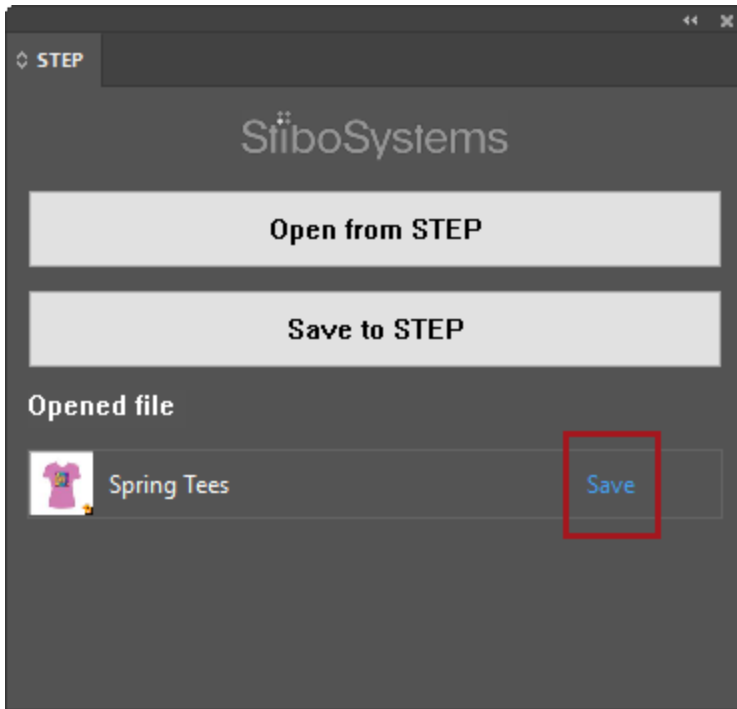 STEP
StiboSystems
Open from STEP
Save to STEP
Opened file
Spring Tees Save